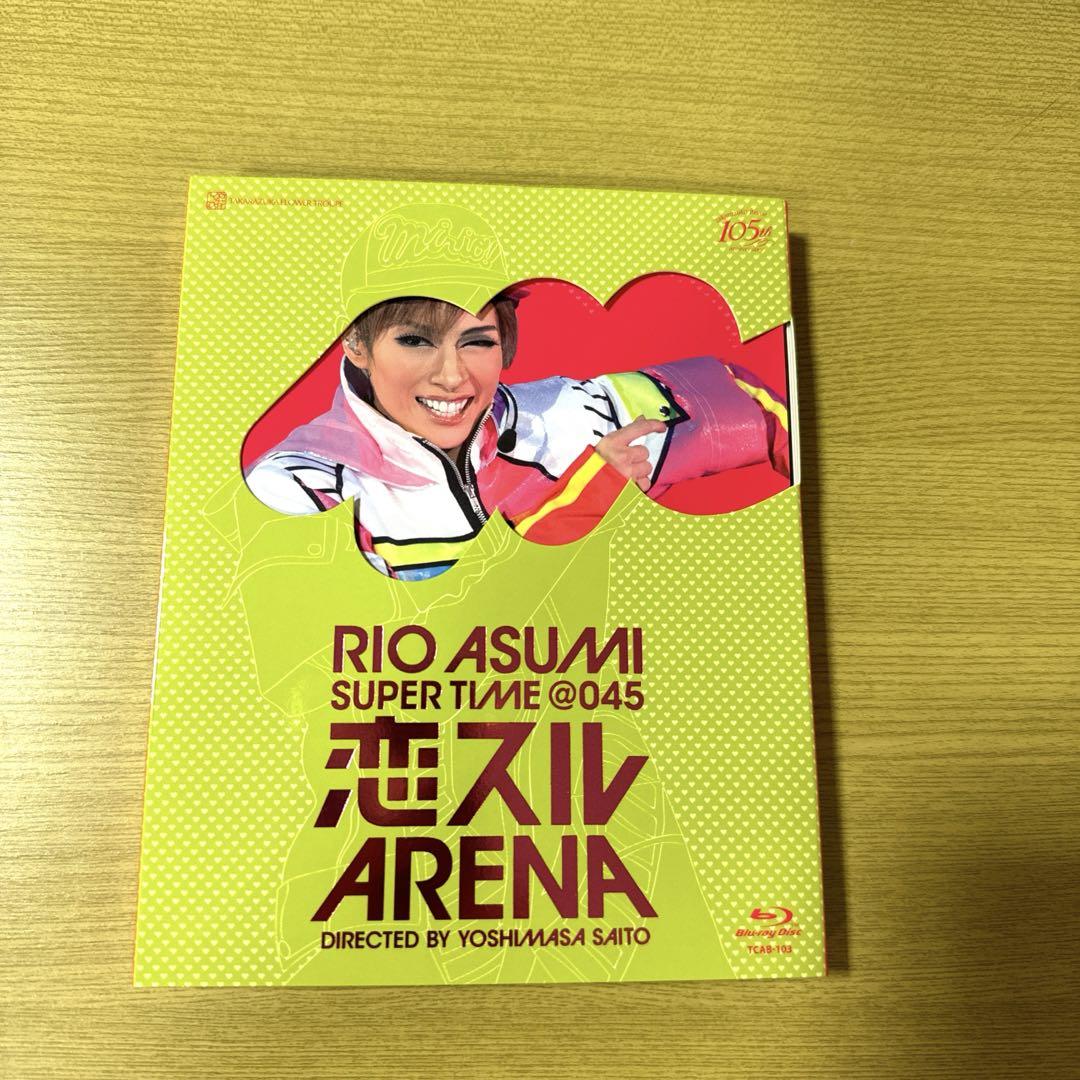 TAKARAZUKA FLOWER TROUPE
105th
Mirio!
RIO ASUMI
SUPER TIME @045
恋スル
ARENA
DIRECTED BY YOSHIMASA SAITO
Blu-ray Disc
TCAB-103